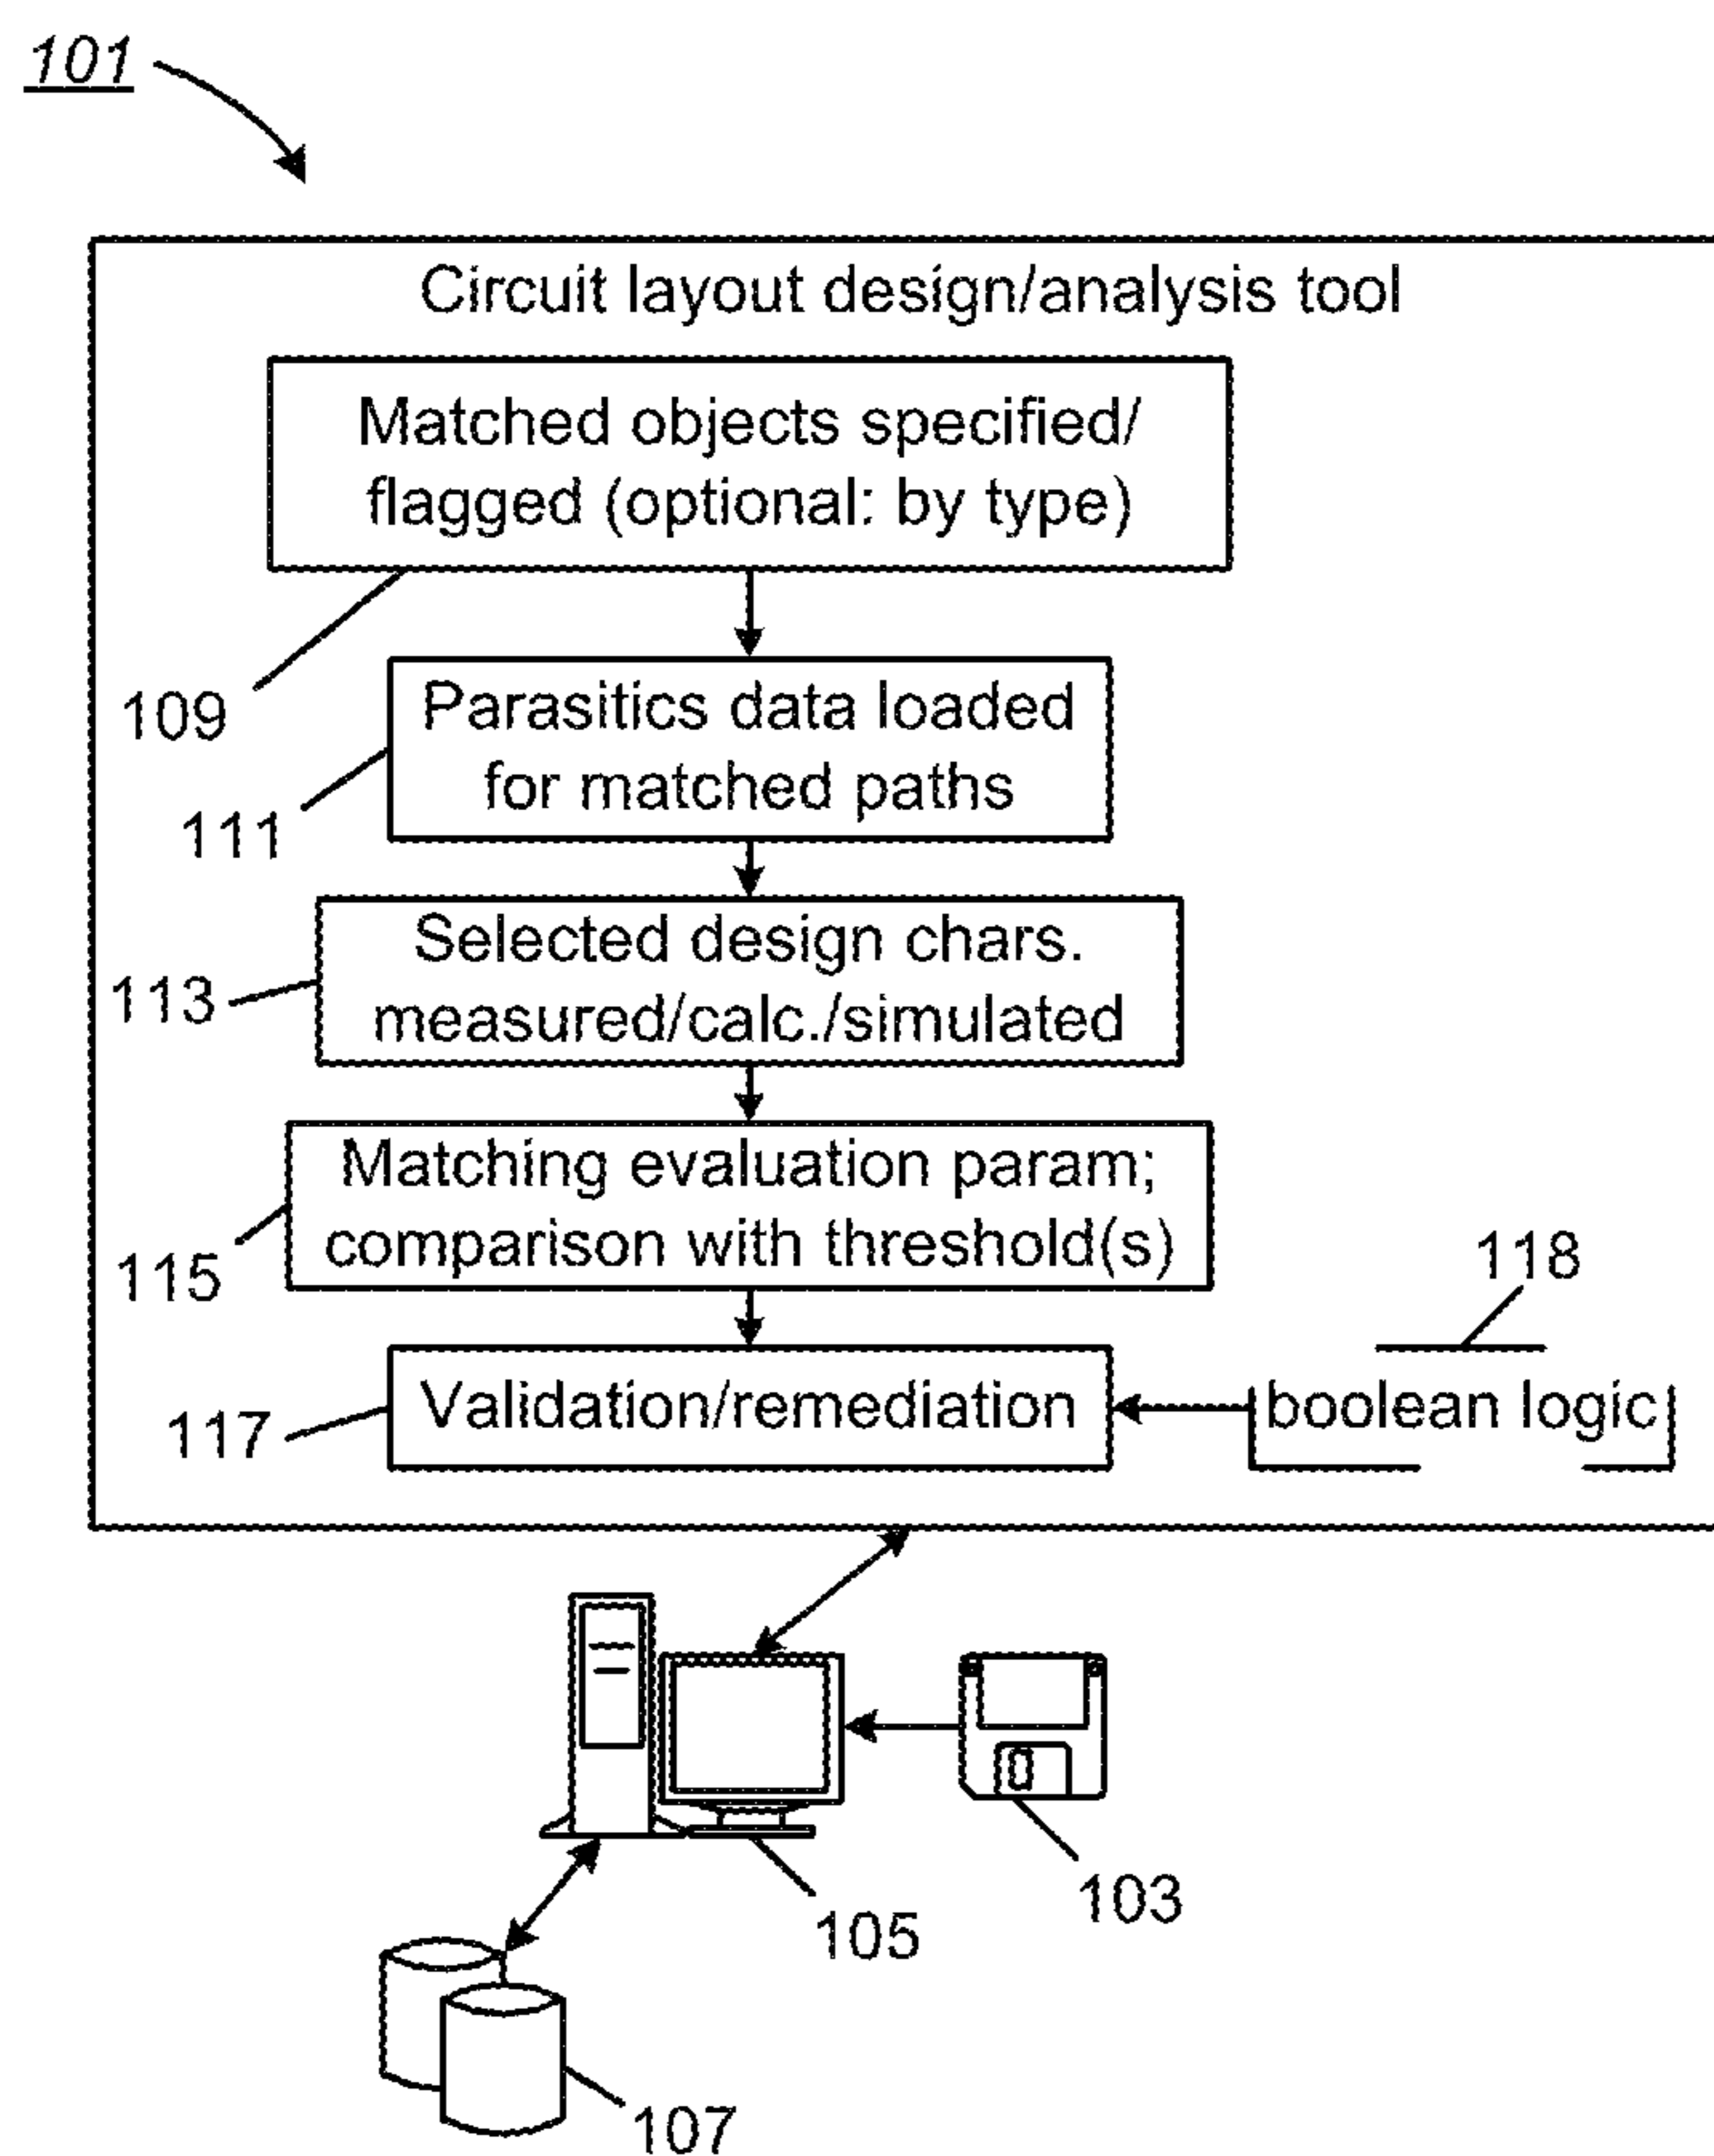 101
Circuit layout design/analysis tool
Matched objects specified/
flagged (optional: by type)
109
Parasitics data loaded
for matched paths
111
Selected design chars.
measured/calc./simulated
113
Matching evaluation param;
comparison with threshold(s)
115
118
Validation/remediation
boolean logic
117
103
105
107